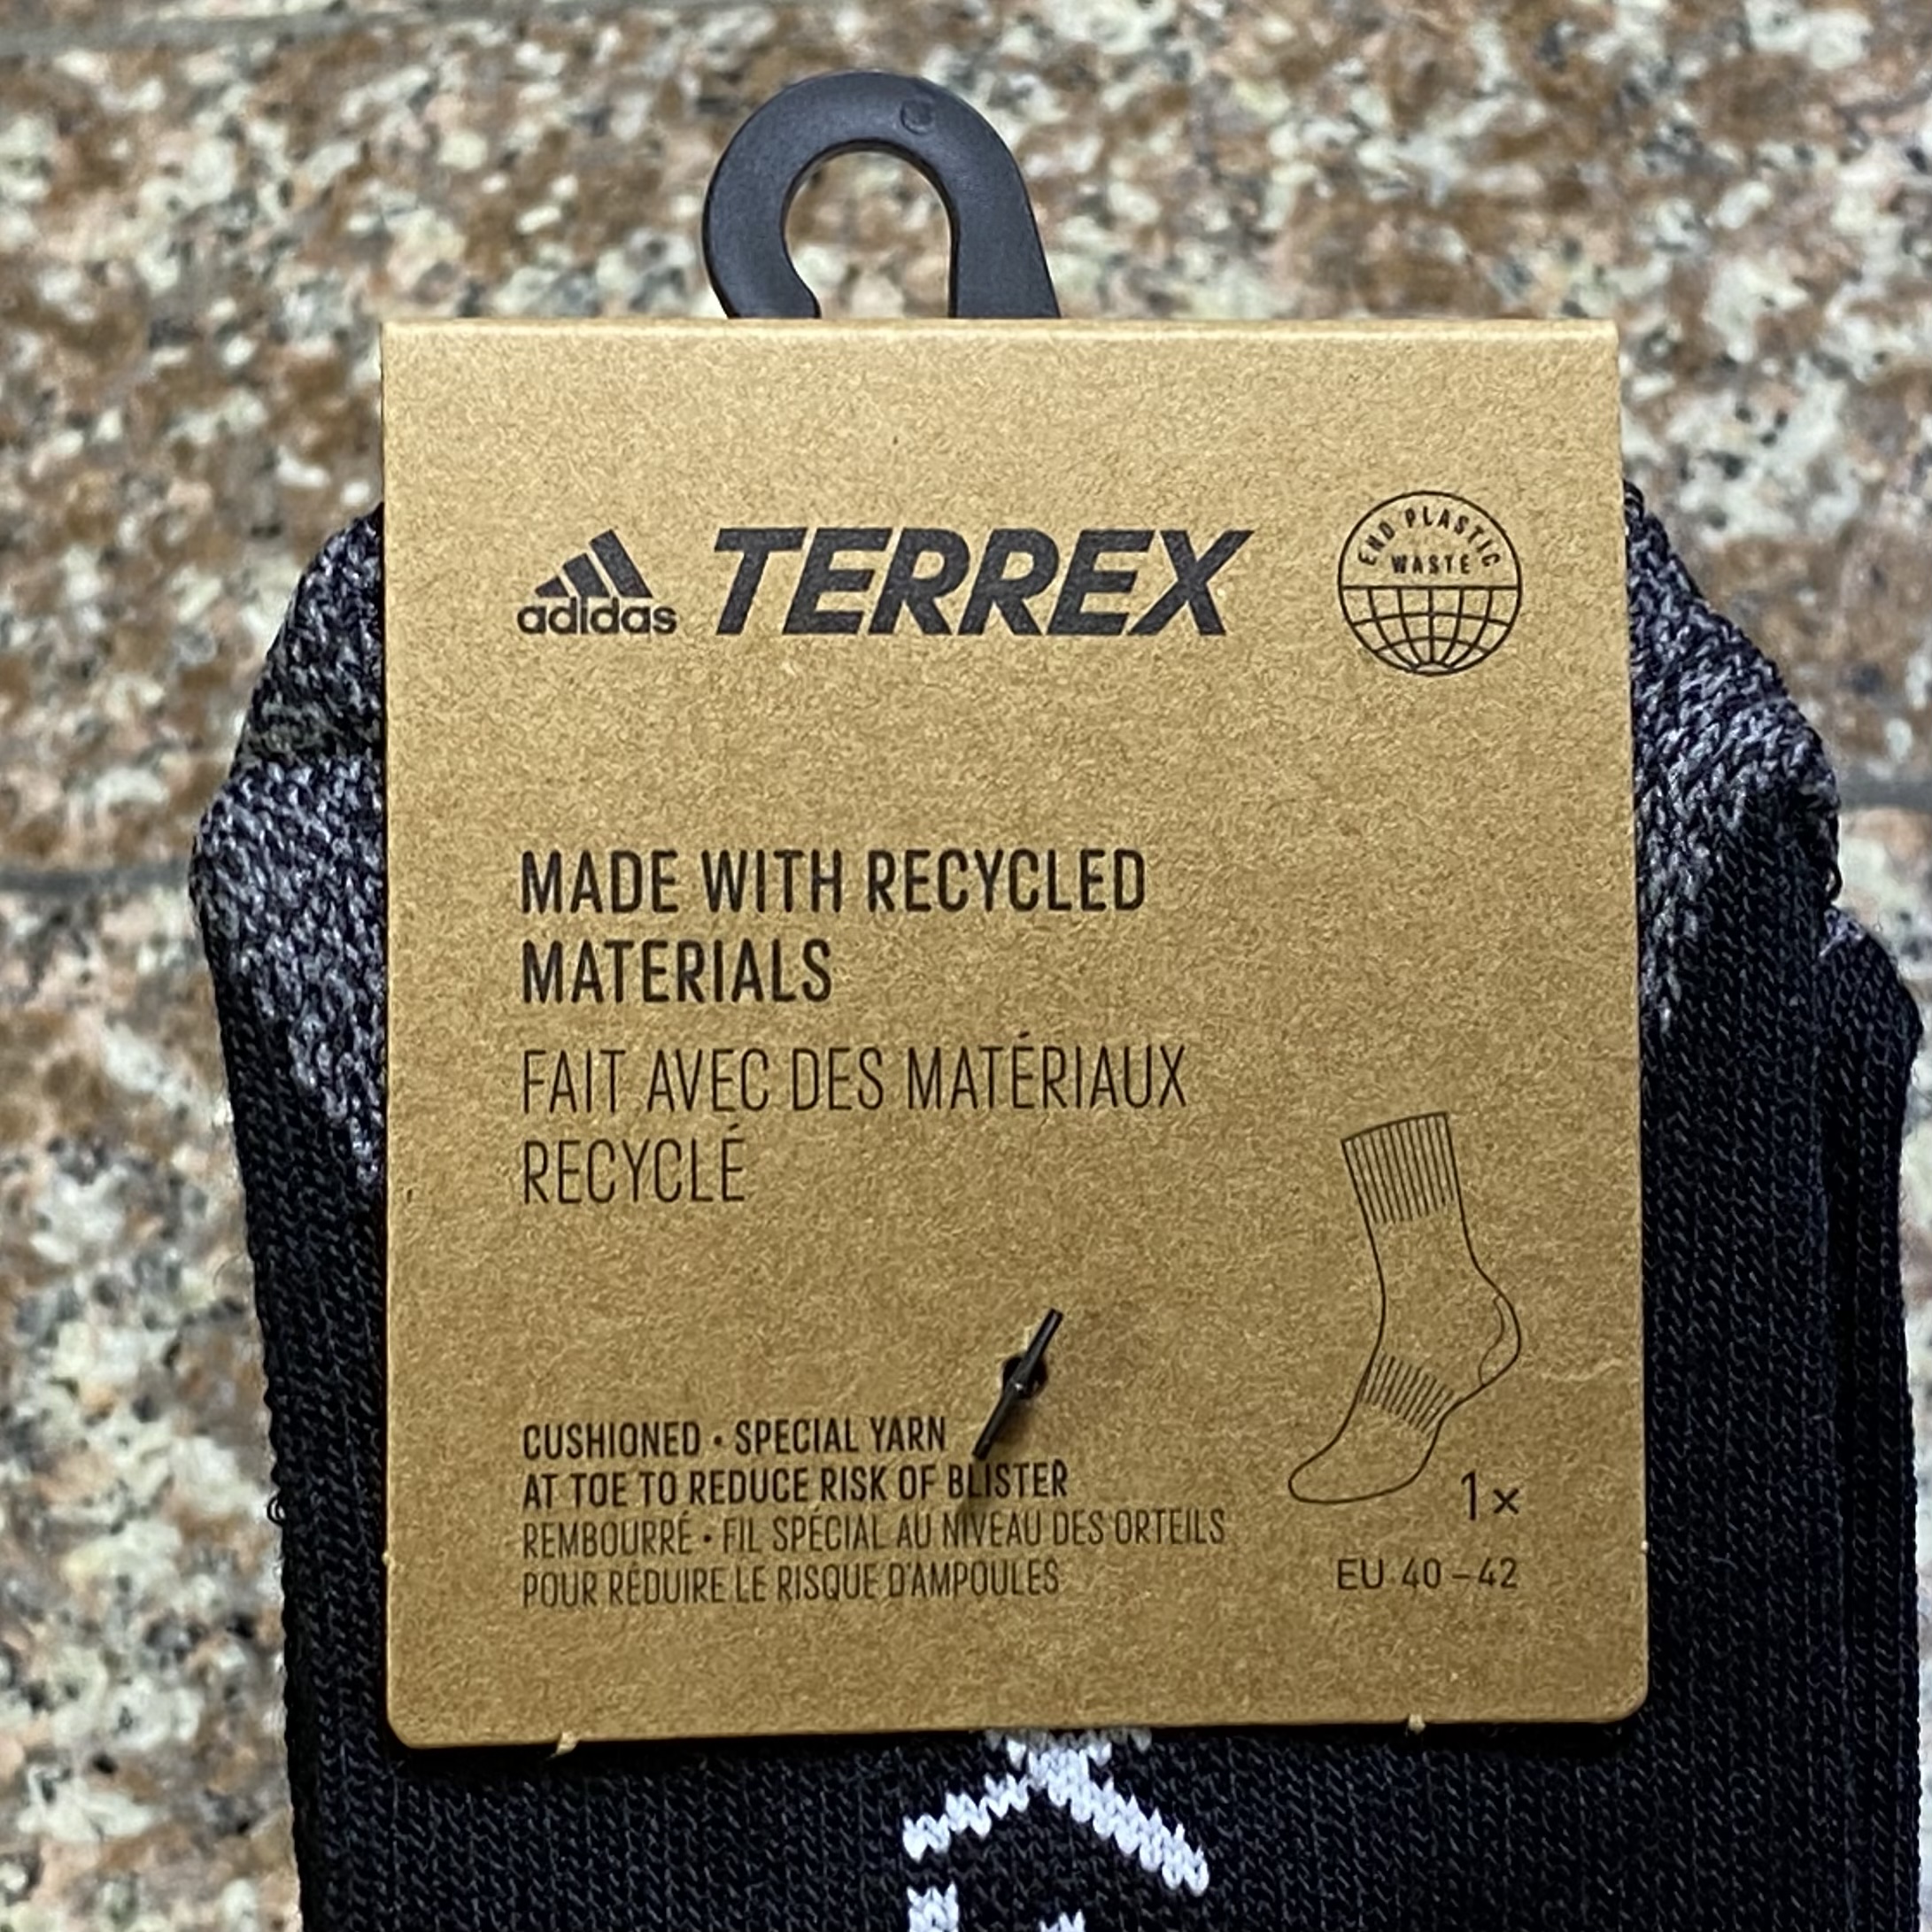 adidas TERREX
END PLASTIC
WASTE
MADE WITH RECYCLED
MATERIALS
FAIT AVEC DES MATÉRIAUX
RECYCLÉ
CUSHIONED · SPECIAL YARN
AT TOE TO REDUCE RISK OF BLISTER
REMBOURRÉ · FIL SPÉCIAL AU NIVEAU DES ORTEILS
POUR RÉDUIRE LE RISQUE D'AMPOULES
1×
EU 40–42